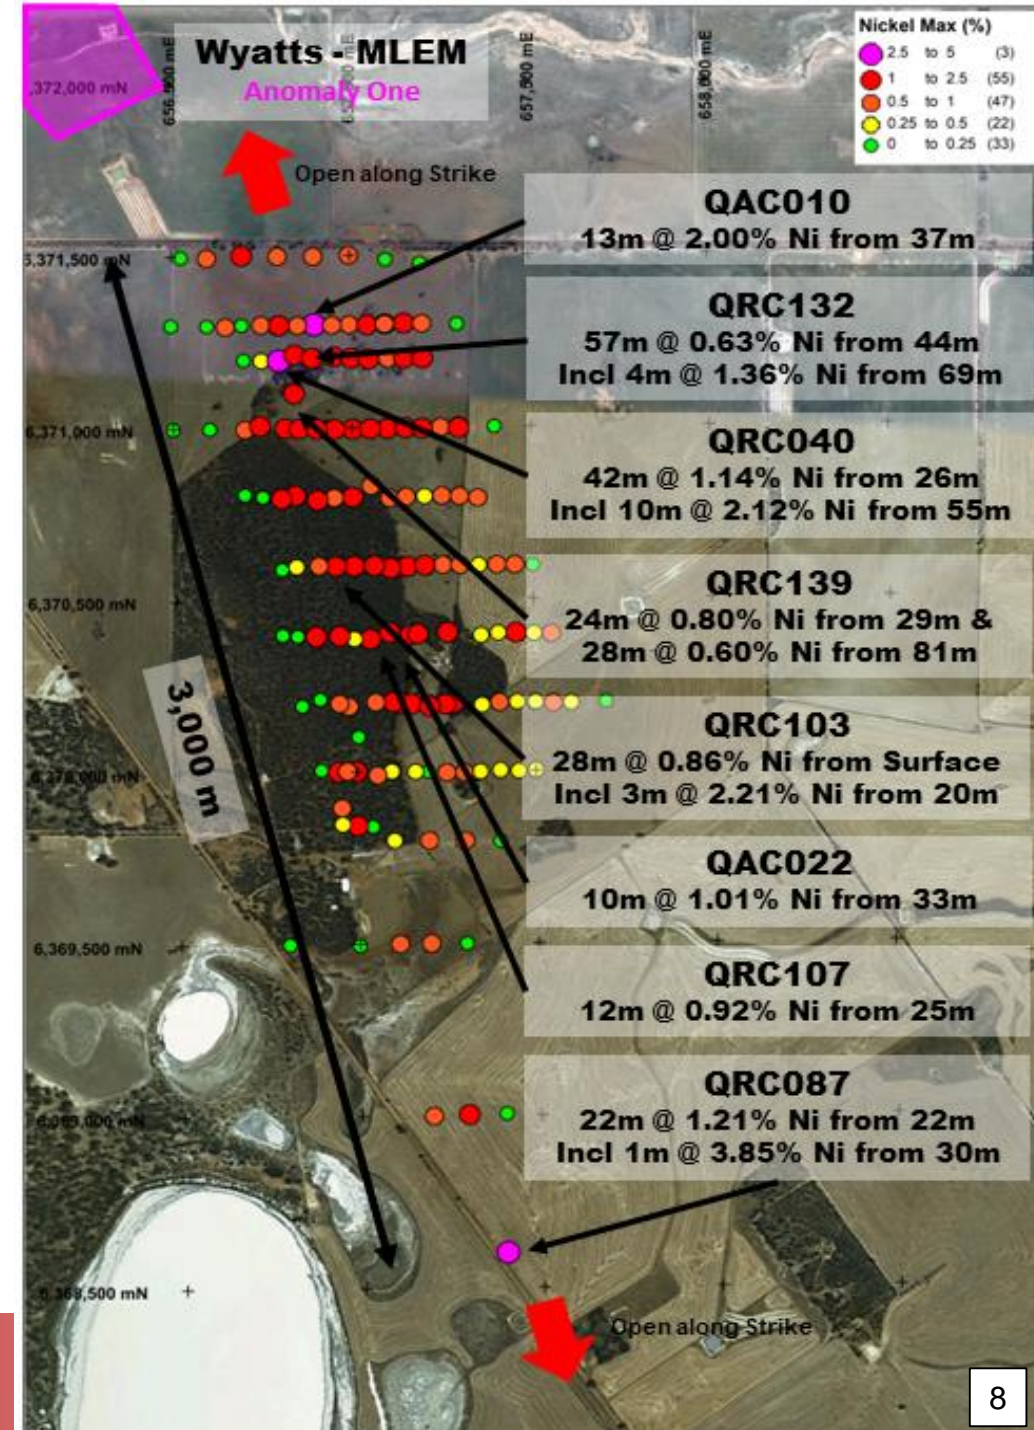 Wyatts - MLEM
Anomaly One
Nickel Max (%)
2.5 to 5 (3)
1 to 2.5 (55)
0.5 to 1 (47)
0.25 to 0.5 (22)
0 to 0.25 (33)
657,500 mE
,372,000 mN
Open along Strike
QAC010
13m @ 2.00% Ni from 37m
QRC132
57m @ 0.63% Ni from 44m
Incl 4m @ 1.36% Ni from 69m
6,371,000 mN
QRC040
42m @ 1.14% Ni from 26m
Incl 10m @ 2.12% Ni from 55m
QRC139
24m @ 0.80% Ni from 29m &
28m @ 0.60% Ni from 81m
6,370,500 mN
3,000 m
QRC103
28m @ 0.86% Ni from Surface
Incl 3m @ 2.21% Ni from 20m
QAC022
10m @ 1.01% Ni from 33m
6,369,500 mN
QRC107
12m @ 0.92% Ni from 25m
QRC087
22m @ 1.21% Ni from 22m
Incl 1m @ 3.85% Ni from 30m
Open along Strike
8